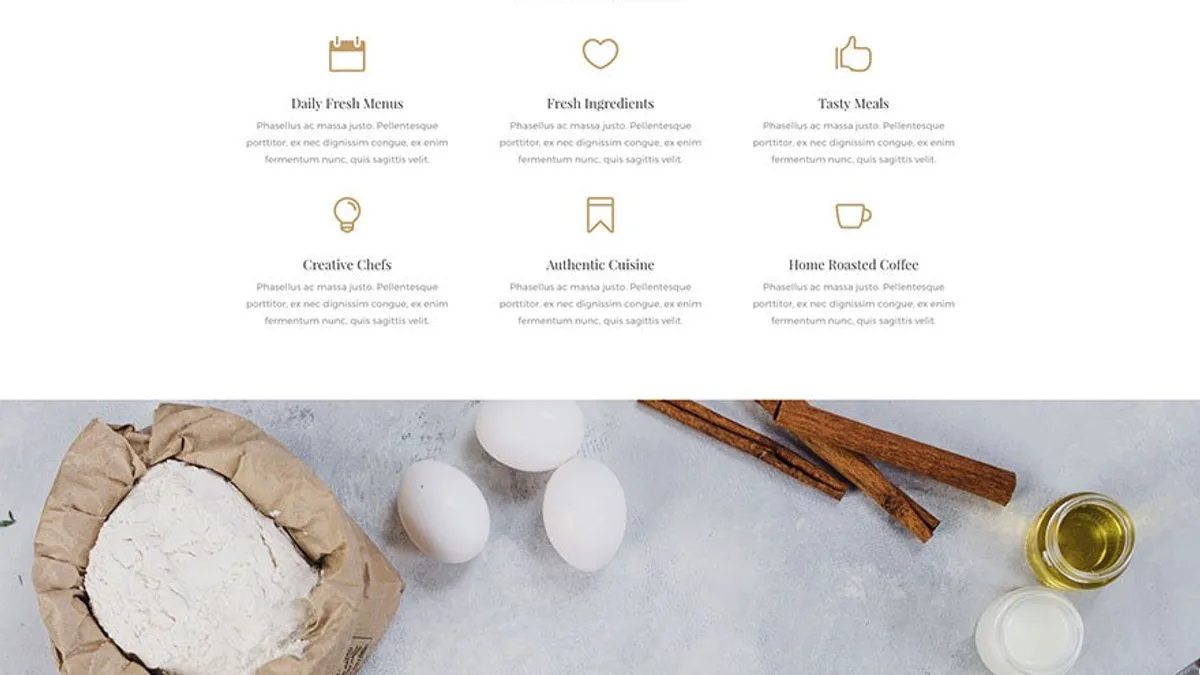 Daily Fresh Menus
Phasellus ac massa justo. Pellentesque
porttitor, ex nec dignissim congue, ex enim
fermentum nunc, quis sagittis velit.
Fresh Ingredients
Phasellus ac massa justo. Pellentesque
porttitor, ex nec dignissim congue, ex enim
fermentum nunc, quis sagittis velit.
Tasty Meals
Phasellus ac massa justo. Pellentesque
porttitor, ex nec dignissim congue, ex enim
fermentum nunc, quis sagittis velit.
Creative Chefs
Phasellus ac massa justo. Pellentesque
porttitor, ex nec dignissim congue, ex enim
fermentum nunc, quis sagittis velit.
Authentic Cuisine
Phasellus ac massa justo. Pellentesque
porttitor, ex nec dignissim congue, ex enim
fermentum nunc, quis sagittis velit.
Home Roasted Coffee
Phasellus ac massa justo. Pellentesque
porttitor, ex nec dignissim congue, ex enim
fermentum nunc, quis sagittis velit.